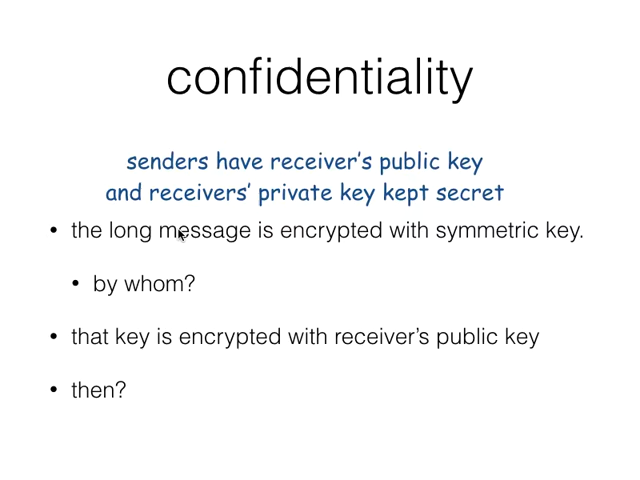 confidentiality
senders have receiver's public key
and receivers' private key kept secret
• the long message is encrypted with symmetric key.
• by whom?
• that key is encrypted with receiver's public key
• then?